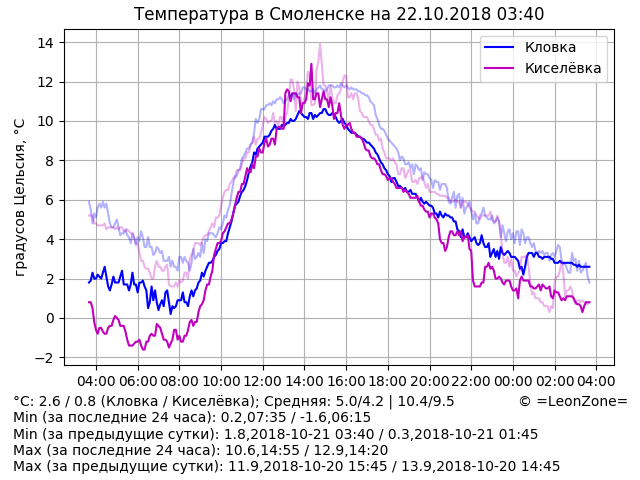 Температура в Смоленске на 22.10.2018 03:40
Кловка
Киселёвка
градусов Цельсия, °C
14
12
10
8
6
4
2
0
−2
04:00 06:00 08:00 10:00 12:00 14:00 16:00 18:00 20:00 22:00 00:00 02:00 04:00
°C: 2.6 / 0.8 (Кловка / Киселёвка); Средняя: 5.0/4.2 | 10.4/9.5 © =LeonZone=
Min (за последние 24 часа): 0.2,07:35 / -1.6,06:15
Min (за предыдущие сутки): 1.8,2018-10-21 03:40 / 0.3,2018-10-21 01:45
Max (за последние 24 часа): 10.6,14:55 / 12.9,14:20
Max (за предыдущие сутки): 11.9,2018-10-20 15:45 / 13.9,2018-10-20 14:45